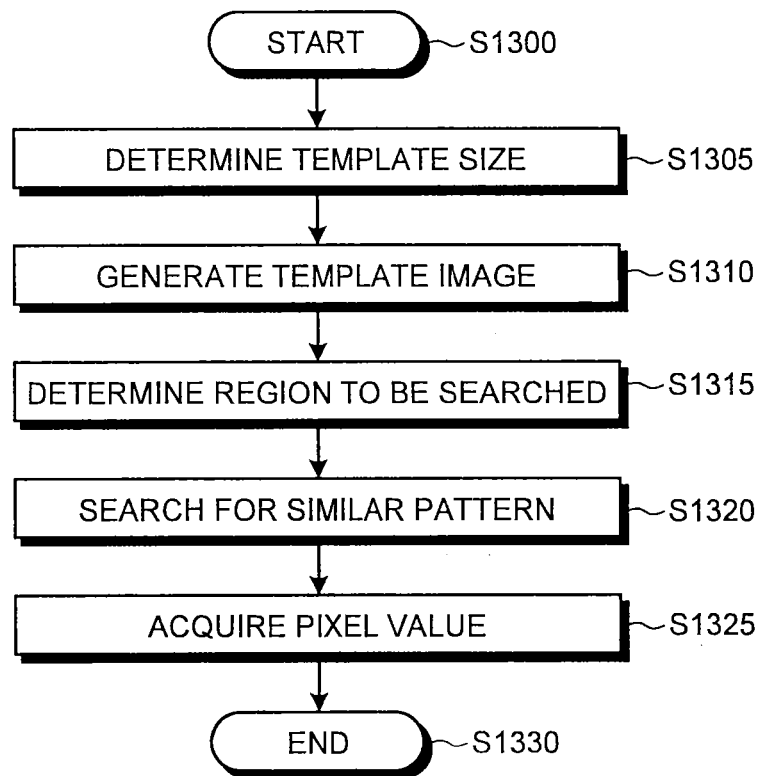 START S1300
DETERMINE TEMPLATE SIZE S1305
GENERATE TEMPLATE IMAGE S1310
DETERMINE REGION TO BE SEARCHED S1315
SEARCH FOR SIMILAR PATTERN S1320
ACQUIRE PIXEL VALUE S1325
END S1330